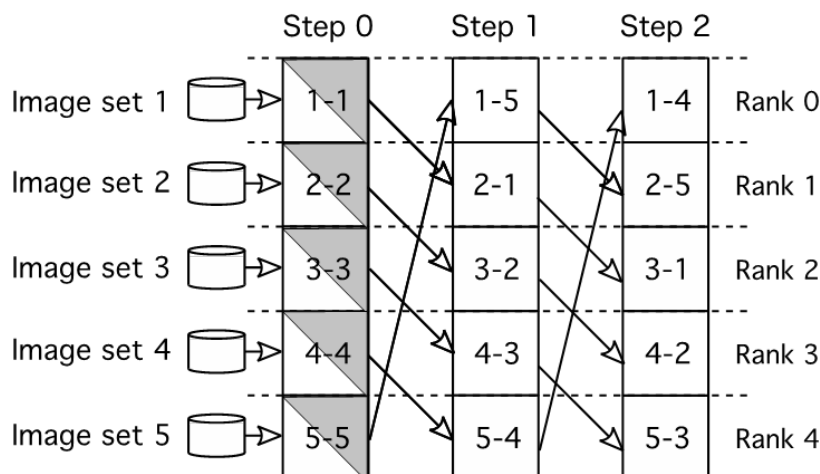 Step 0 Step 1 Step 2
Image set 1 1-1 1-5 1-4 Rank 0
Image set 2 2-2 2-1 2-5 Rank 1
Image set 3 3-3 3-2 3-1 Rank 2
Image set 4 4-4 4-3 4-2 Rank 3
Image set 5 5-5 5-4 5-3 Rank 4